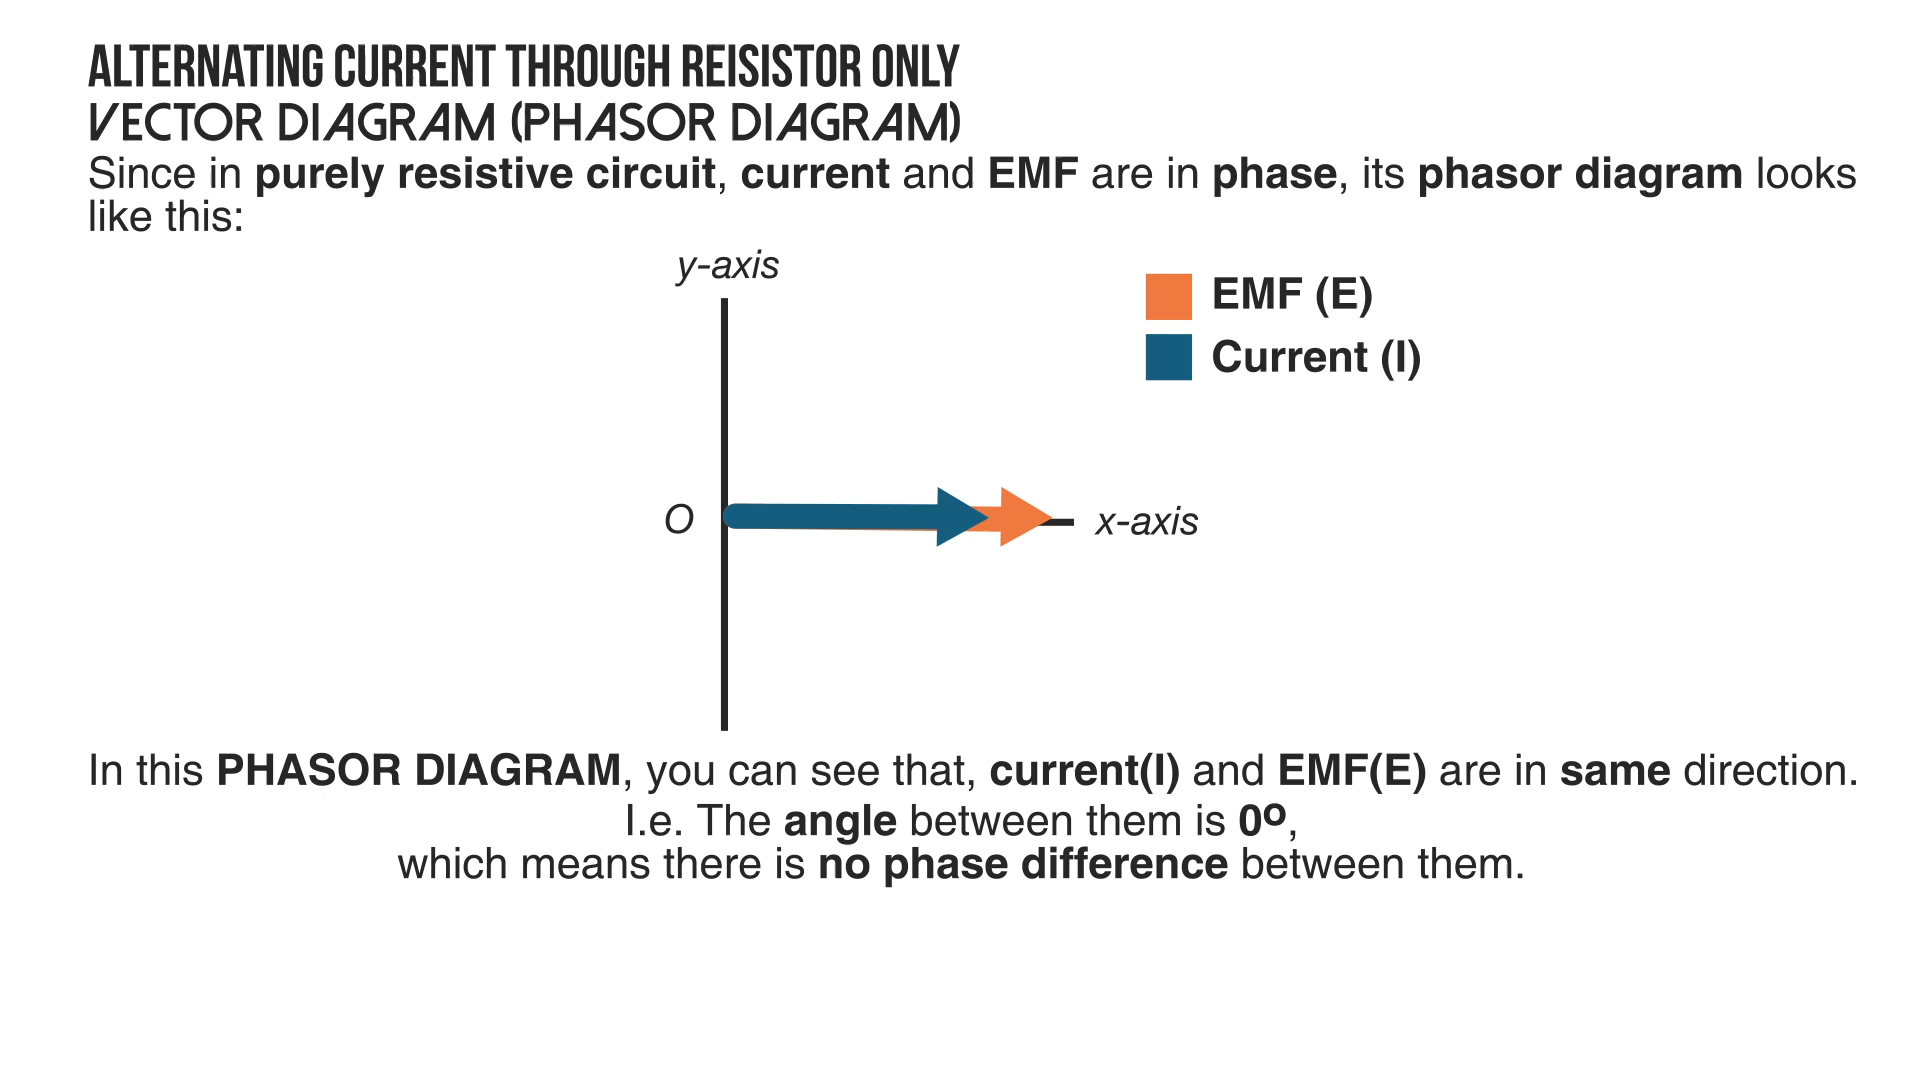 ALTERNATING CURRENT THROUGH REISISTOR ONLY
VECTOR DIAGRAM (PHASOR DIAGRAM)
Since in purely resistive circuit, current and EMF are in phase, its phasor diagram looks
like this:
y-axis
EMF (E)
Current (I)
O
x-axis
In this PHASOR DIAGRAM, you can see that, current(I) and EMF(E) are in same direction.
I.e. The angle between them is 0º,
which means there is no phase difference between them.